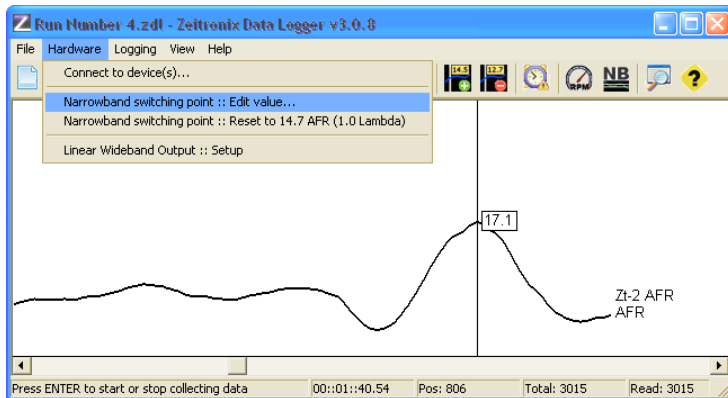 Run Number 4.zdl - Zeitronix Data Logger v3.0.8
File Hardware Logging View Help
Connect to device(s)...
14.5 12.7 RPM NB ?
Narrowband switching point :: Edit value...
Narrowband switching point :: Reset to 14.7 AFR (1.0 Lambda)
Linear Wideband Output :: Setup
17.1
Zt-2 AFR
AFR
Press ENTER to start or stop collecting data 00::01::40.54 Pos: 806 Total: 3015 Read: 3015